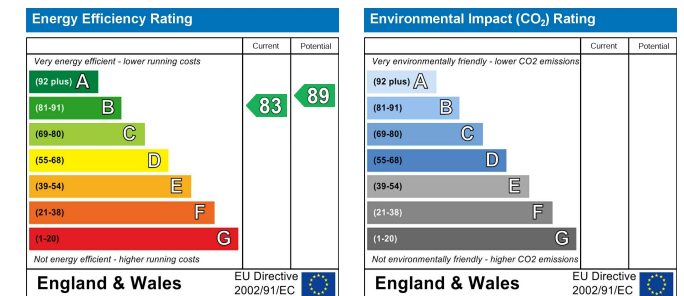 Energy Efficiency Rating
Current Potential
Very energy efficient - lower running costs
(92 plus) A
(81-91) B
83 89
(69-80) C
(55-68) D
(39-54) E
(21-38) F
(1-20) G
Not energy efficient - higher running costs
England & Wales
EU Directive
2002/91/EC
Environmental Impact (CO₂) Rating
Current Potential
Very environmentally friendly - lower CO2 emissions
(92 plus) A
(81-91) B
(69-80) C
(55-68) D
(39-54) E
(21-38) F
(1-20) G
Not environmentally friendly - higher CO2 emissions
England & Wales
EU Directive
2002/91/EC